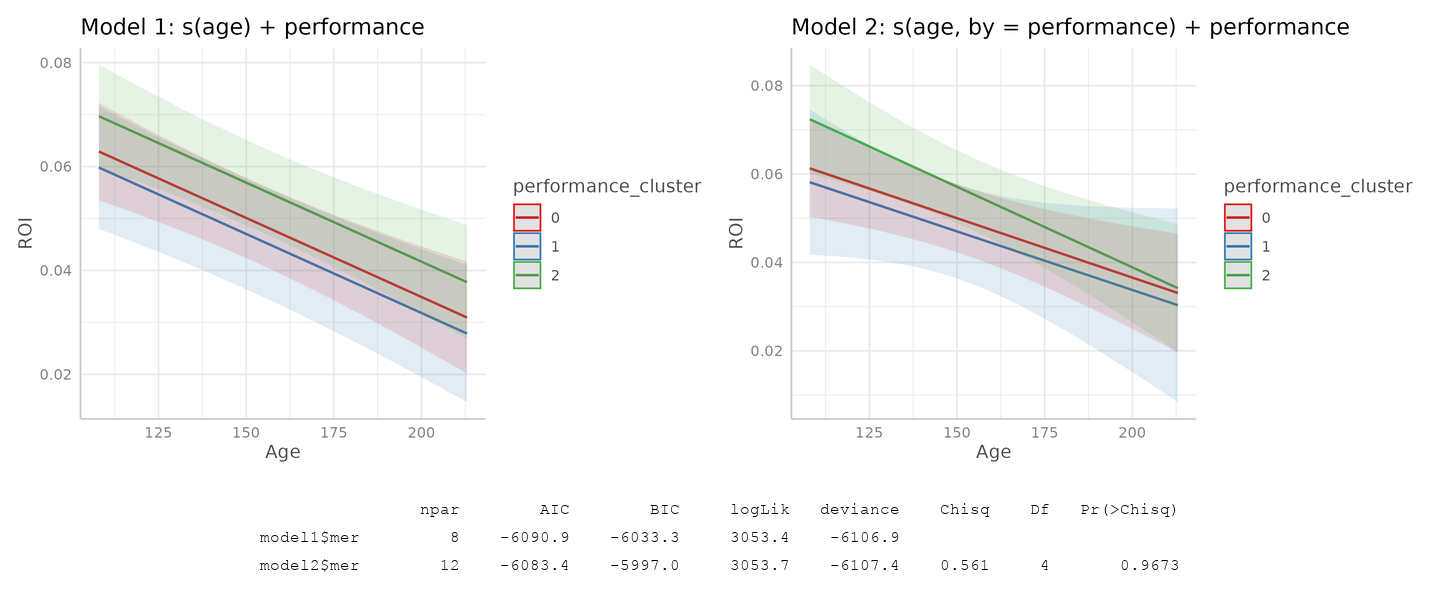 Model 1: s(age) + performance
0.08
0.06
0.04
0.02
ROI
125 150 175 200
Age
performance_cluster
0
1
2
Model 2: s(age, by = performance) + performance
0.08
0.06
0.04
0.02
ROI
125 150 175 200
Age
performance_cluster
0
1
2
npar AIC BIC logLik deviance Chisq Df Pr(>Chisq)
model1$mer 8 -6090.9 -6033.3 3053.4 -6106.9
model2$mer 12 -6083.4 -5997.0 3053.7 -6107.4 0.561 4 0.9673